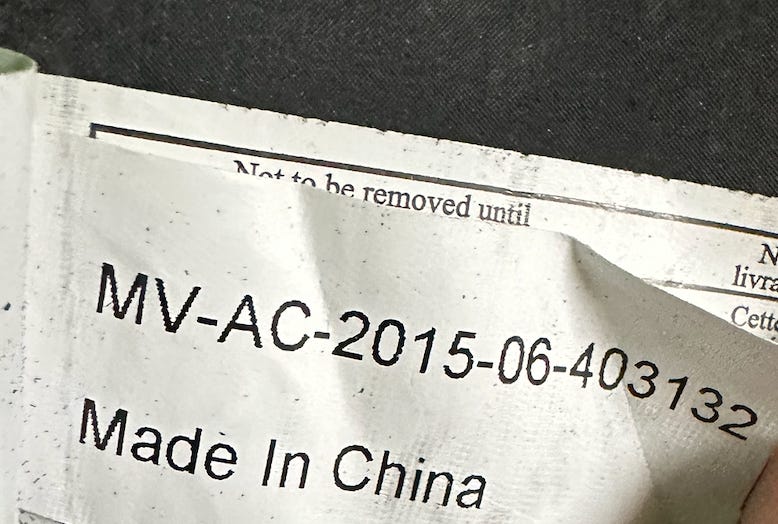 Not to be removed until
N
livra
Cette
MV-AC-2015-06-403132
Made In China